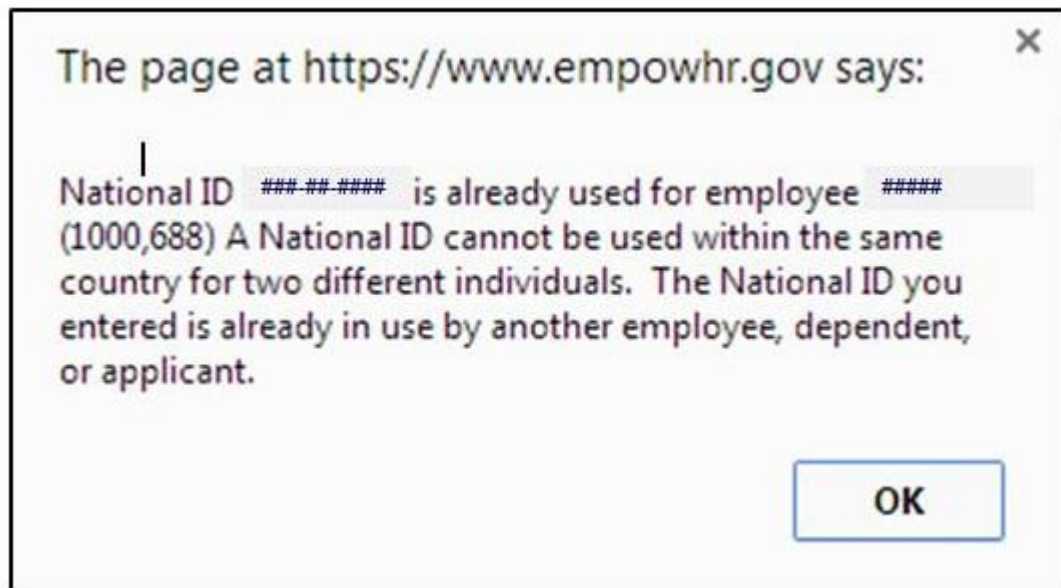 The page at https://www.empowhr.gov says:
×
National ID ###-##-#### is already used for employee #####
(1000,688) A National ID cannot be used within the same
country for two different individuals.  The National ID you
entered is already in use by another employee, dependent,
or applicant.
OK